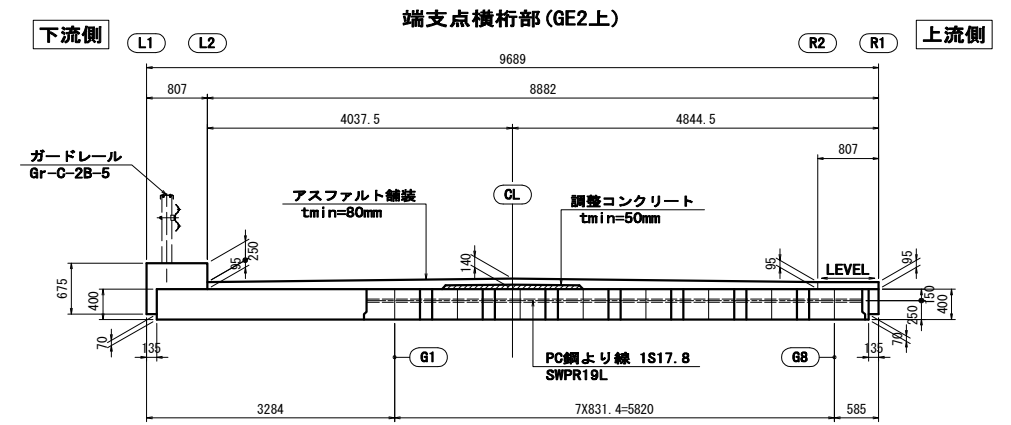 端支点横桁部(GE2上)
下流側
L1
L2
R2
R1
上流側
9689
807
8882
4037.5
4844.5
807
ガードレール
Gr-C-2B-5
アスファルト舗装
tmin=80mm
CL
調整コンクリート
tmin=50mm
250
95
140
95
LEVEL
95
675
400
150
250
400
70
135
G1
PC鋼より線 1S17.8
SWPR19L
G8
70
135
3284
7X831.4=5820
585